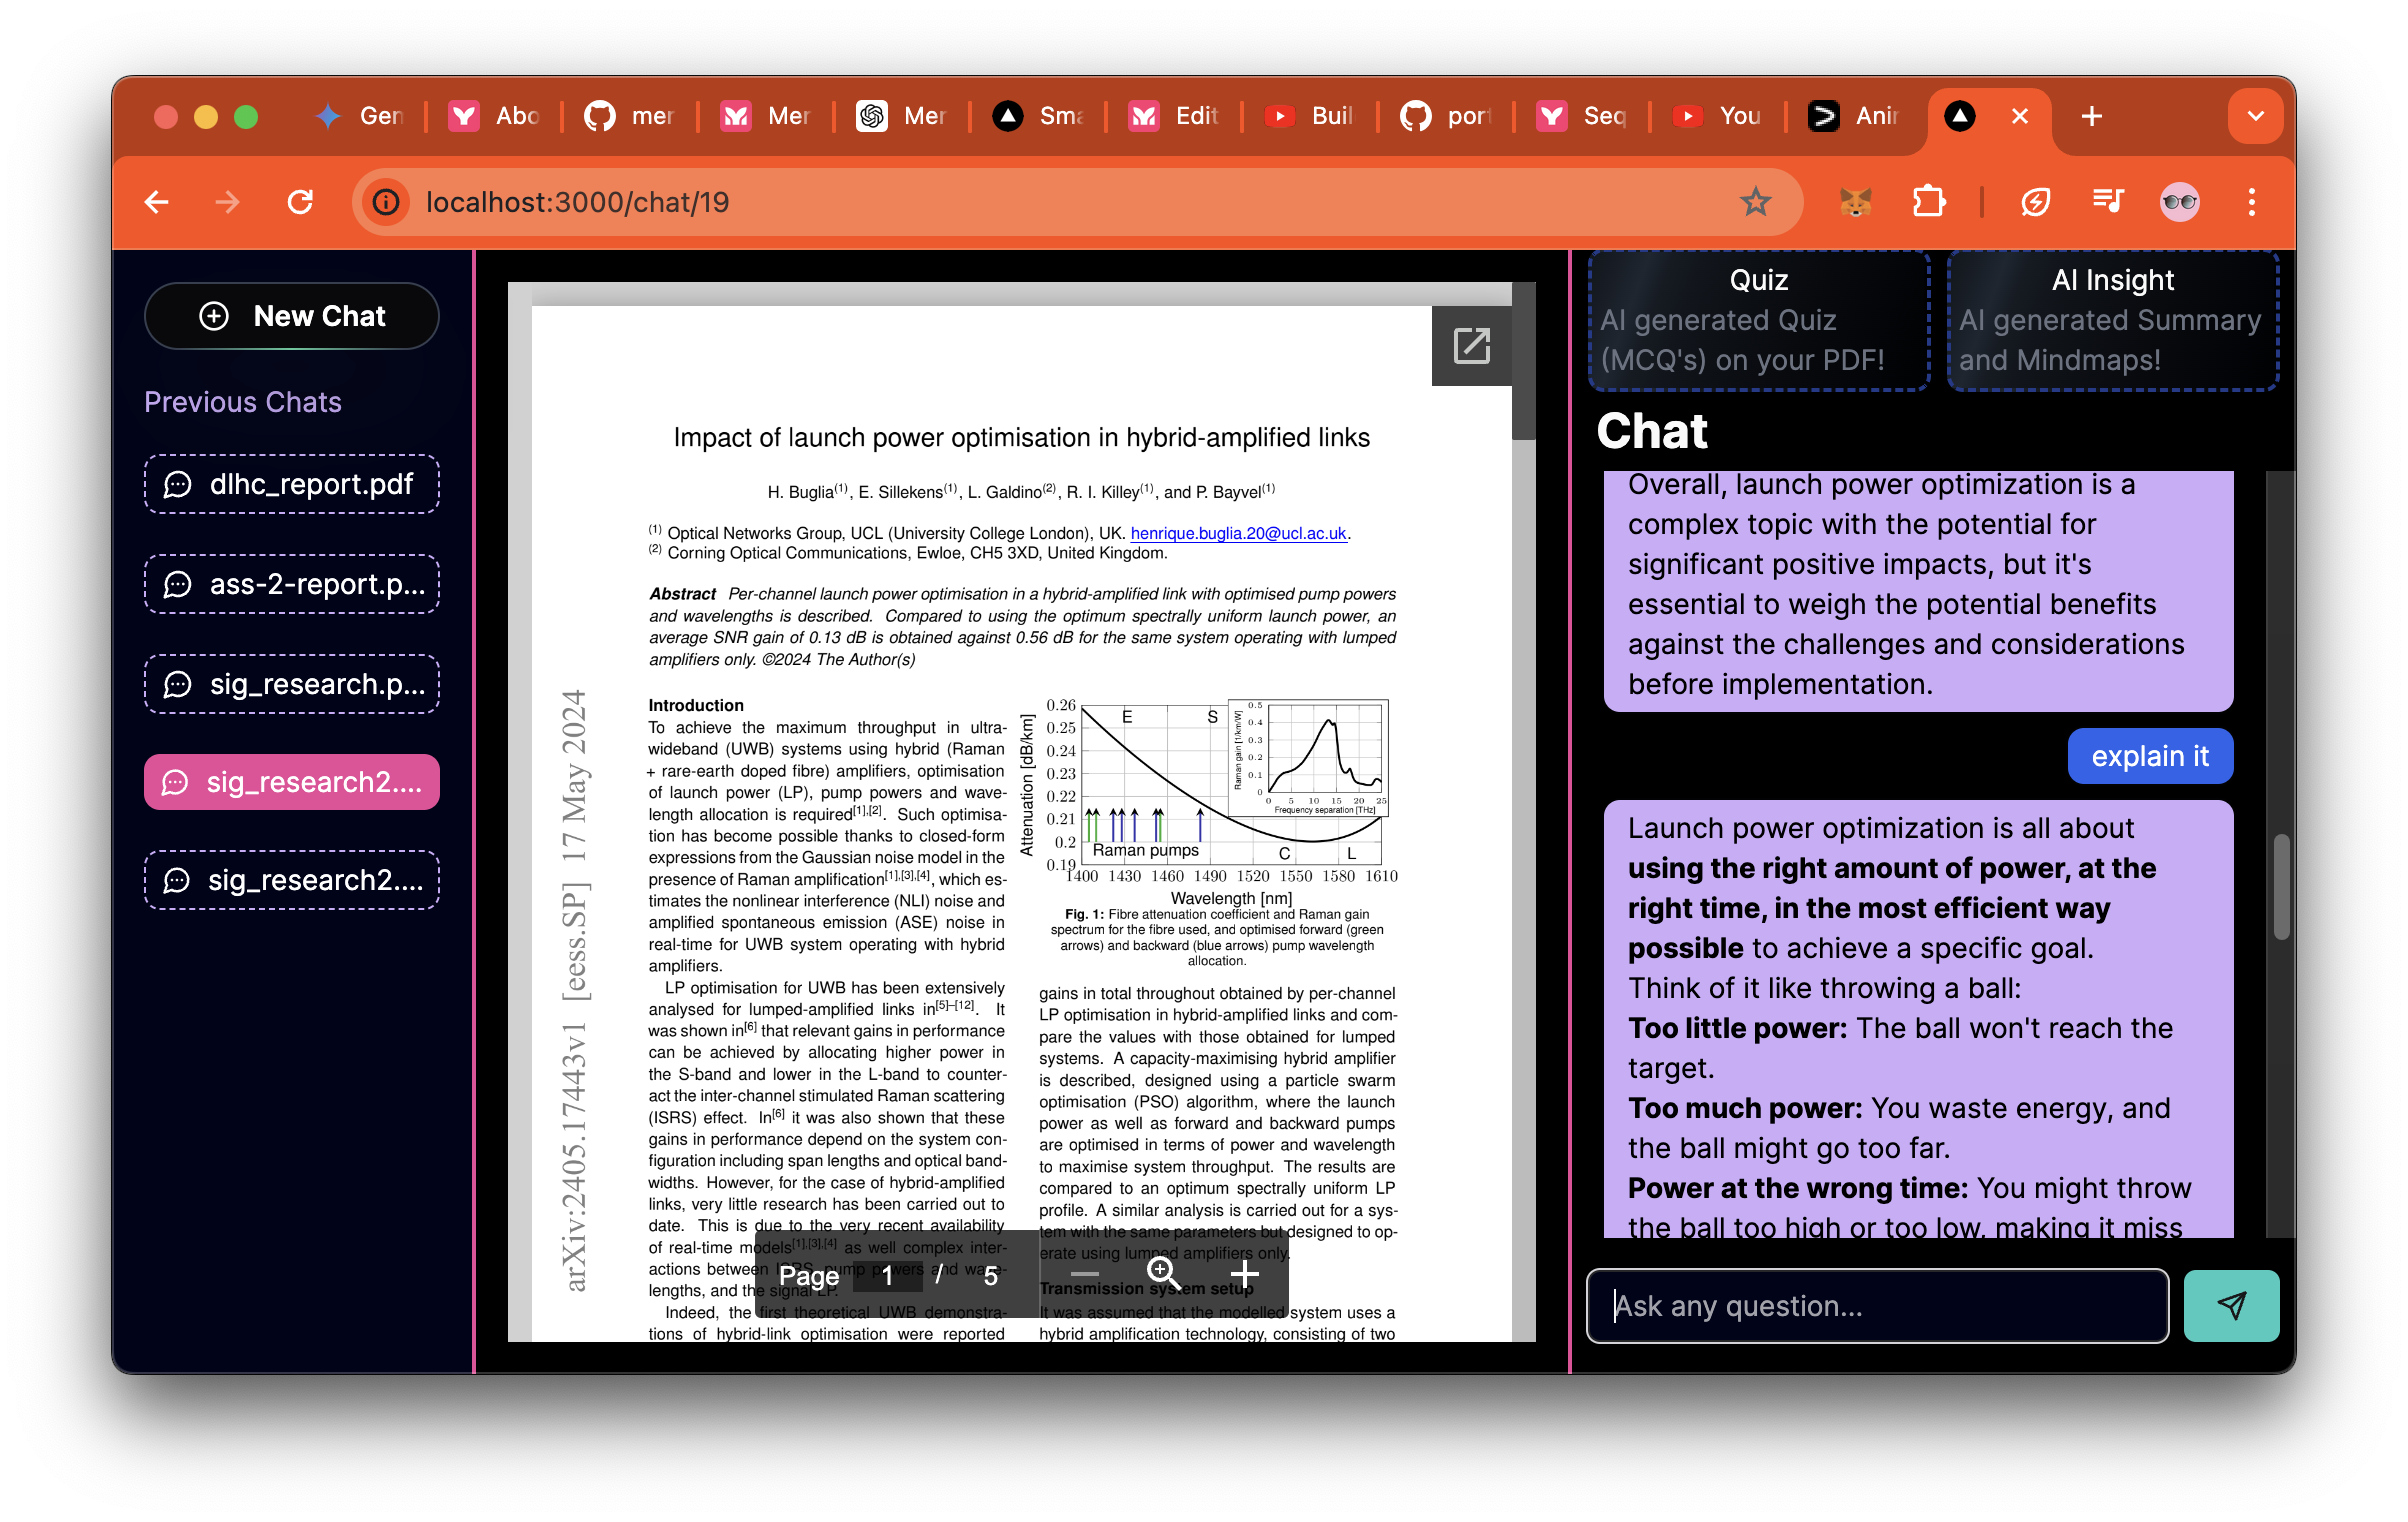 Gen
Abo
mer
Mer
Mer
Sma
Edit
Buil
port
Seq
You
Anir
localhost:3000/chat/19
New Chat
Previous Chats
dlhc_report.pdf
ass-2-report.p...
sig_research.p...
sig_research2....
sig_research2....
arXiv:2405.17443v1 [eess.SP] 17 May 2024
Impact of launch power optimisation in hybrid-amplified links
H. Buglia(1), E. Sillekens(1), L. Galdino(2), R. I. Killey(1), and P. Bayvel(1)
(1) Optical Networks Group, UCL (University College London), UK. henrique.buglia.20@ucl.ac.uk.
(2) Corning Optical Communications, Ewloe, CH5 3XD, United Kingdom.
Abstract Per-channel launch power optimisation in a hybrid-amplified link with optimised pump powers
and wavelengths is described. Compared to using the optimum spectrally uniform launch power, an
average SNR gain of 0.13 dB is obtained against 0.56 dB for the same system operating with lumped
amplifiers only. ©2024 The Author(s)
Introduction
To achieve the maximum throughput in ultra-
wideband (UWB) systems using hybrid (Raman
+ rare-earth doped fibre) amplifiers, optimisation
of launch power (LP), pump powers and wave-
length allocation is required[1],[2]. Such optimisa-
tion has become possible thanks to closed-form
expressions from the Gaussian noise model in the
presence of Raman amplification[1],[3],[4], which es-
timates the nonlinear interference (NLI) noise and
amplified spontaneous emission (ASE) noise in
real-time for UWB system operating with hybrid
amplifiers.
LP optimisation for UWB has been extensively
analysed for lumped-amplified links in[5]–[12]. It
was shown in[6] that relevant gains in performance
can be achieved by allocating higher power in
the S-band and lower in the L-band to counter-
act the inter-channel stimulated Raman scattering
(ISRS) effect. In[6] it was also shown that these
gains in performance depend on the system con-
figuration including span lengths and optical band-
widths. However, for the case of hybrid-amplified
links, very little research has been carried out to
date. This is due to the very recent availability
of real-time models[1],[3],[4] as well complex inter-
actions between ISRS, pump powers and wave-
lengths, and the signal LP.
Indeed, the first theoretical UWB demonstra-
tions of hybrid-link optimisation were reported
Attenuation [dB/km]
0.26
0.25
0.24
0.23
0.22
0.21
0.2
0.19
E
S
C
L
Raman pumps
1400 1430 1460 1490 1520 1550 1580 1610
Wavelength [nm]
Raman gain [1/km/W]
0.5
0.4
0.3
0.2
0.1
0
0 5 10 15 20 25
Frequency separation [THz]
Fig. 1: Fibre attenuation coefficient and Raman gain
spectrum for the fibre used, and optimised forward (green
arrows) and backward (blue arrows) pump wavelength
allocation.
gains in total throughout obtained by per-channel
LP optimisation in hybrid-amplified links and com-
pare the values with those obtained for lumped
systems. A capacity-maximising hybrid amplifier
is described, designed using a particle swarm
optimisation (PSO) algorithm, where the launch
power as well as forward and backward pumps
are optimised in terms of power and wavelength
to maximise system throughput. The results are
compared to an optimum spectrally uniform LP
profile. A similar analysis is carried out for a sys-
tem with the same parameters but designed to op-
erate using lumped amplifiers only.
Transmission system setup
It was assumed that the modelled system uses a
hybrid amplification technology, consisting of two
Page 1 / 5
Quiz
AI generated Quiz
(MCQ's) on your PDF!
AI Insight
AI generated Summary
and Mindmaps!
Chat
Overall, launch power optimization is a
complex topic with the potential for
significant positive impacts, but it's
essential to weigh the potential benefits
against the challenges and considerations
before implementation.
explain it
Launch power optimization is all about
using the right amount of power, at the
right time, in the most efficient way
possible to achieve a specific goal.
Think of it like throwing a ball:
Too little power: The ball won't reach the
target.
Too much power: You waste energy, and
the ball might go too far.
Power at the wrong time: You might throw
the ball too high or too low, making it miss
Ask any question...